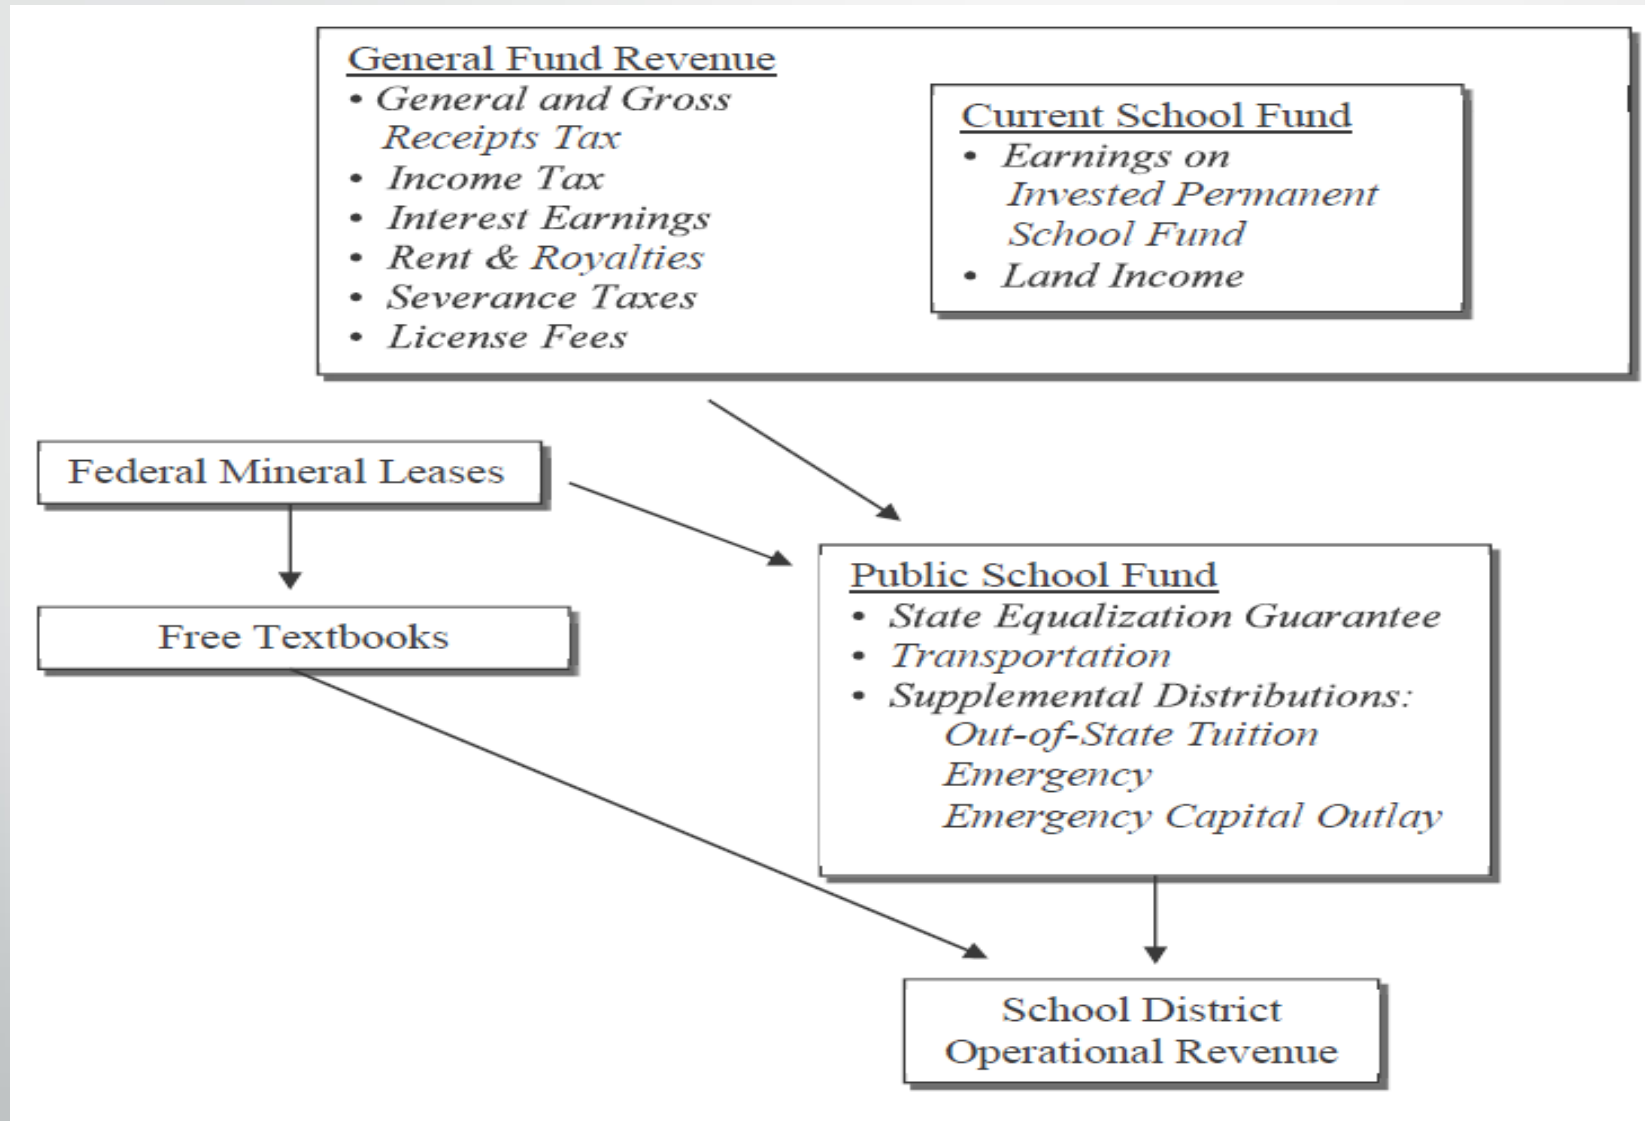 General Fund Revenue
• General and Gross
Receipts Tax
• Income Tax
• Interest Earnings
• Rent & Royalties
• Severance Taxes
• License Fees
Current School Fund
• Earnings on
Invested Permanent
School Fund
• Land Income
Federal Mineral Leases
Free Textbooks
Public School Fund
• State Equalization Guarantee
• Transportation
• Supplemental Distributions:
Out-of-State Tuition
Emergency
Emergency Capital Outlay
School District
Operational Revenue